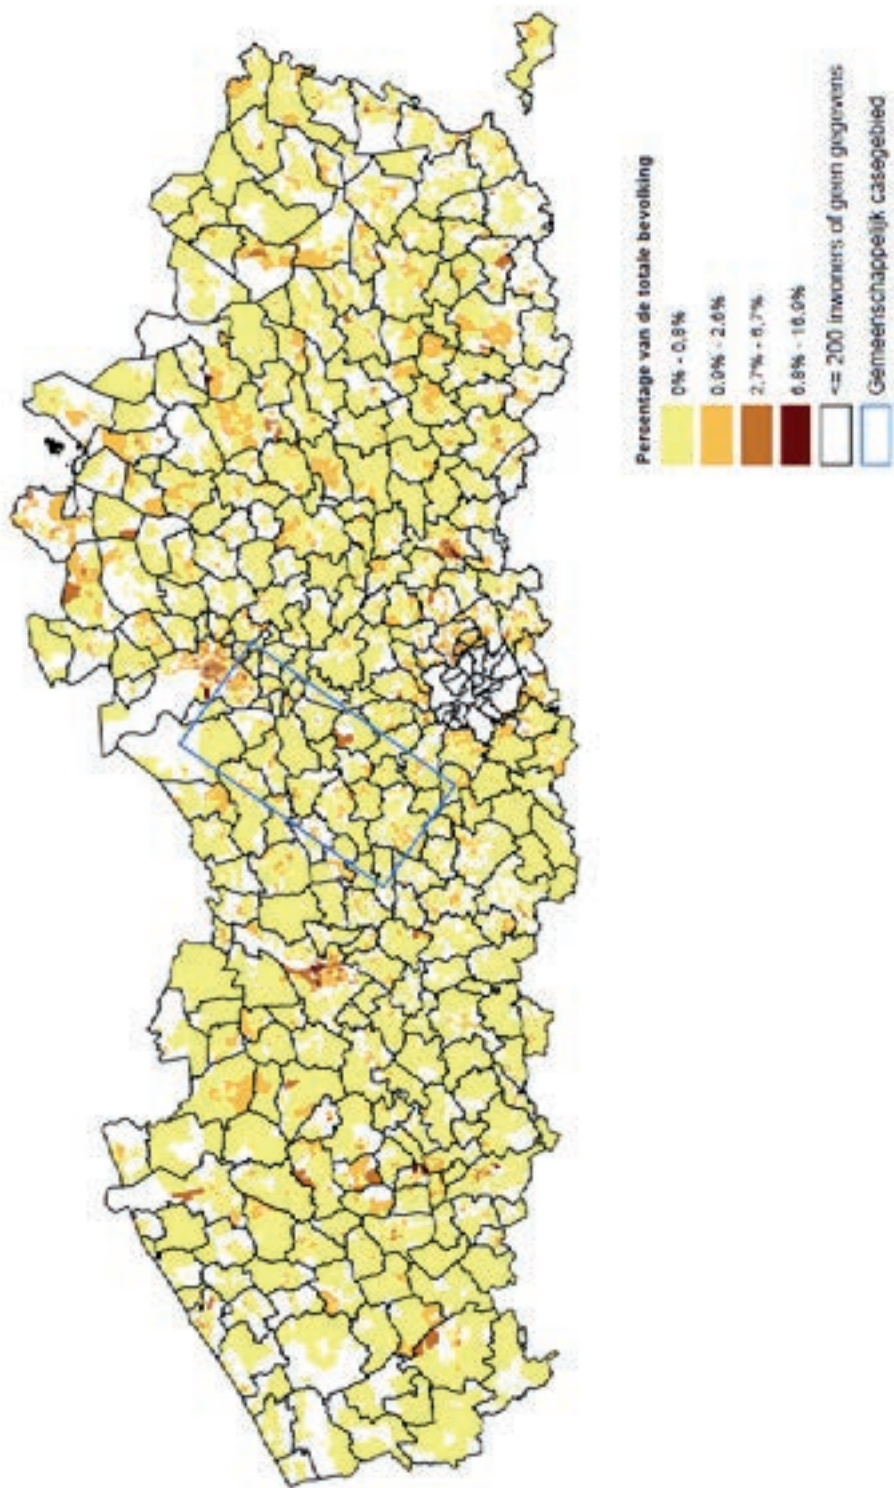 Percentage van de totale bevolking
0% - 0,8%
0,9% - 2,6%
2,7% - 6,7%
6,8% - 16,9%
<= 200 inwoners of geen gegevens
Gemeenschappelijk casegebied